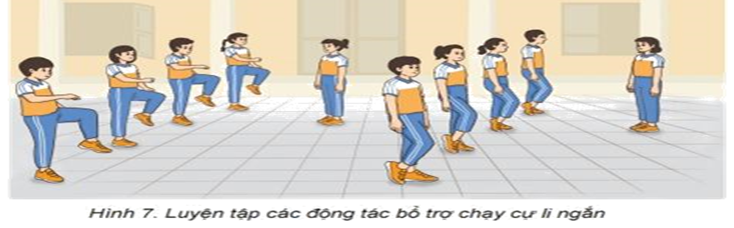 Hình 7. Luyện tập các động tác bổ trợ chạy cự li ngắn